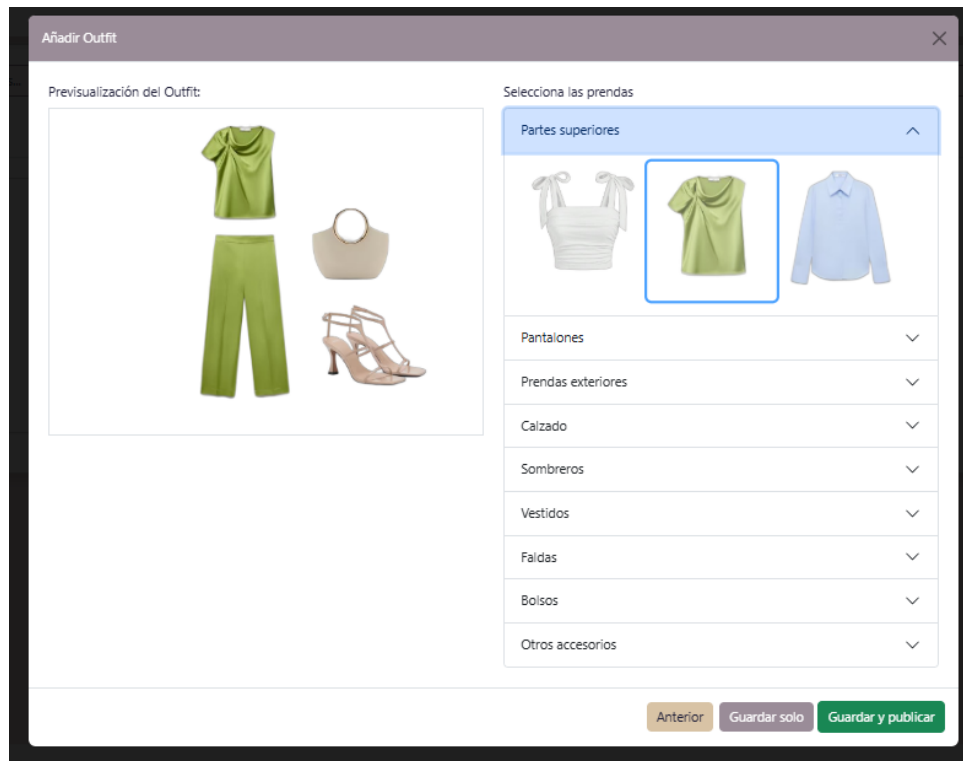 Añadir Outfit
Previsualización del Outfit:
Selecciona las prendas
Partes superiores
Pantalones
Prendas exteriores
Calzado
Sombreros
Vestidos
Faldas
Bolsos
Otros accesorios
Anterior
Guardar solo
Guardar y publicar